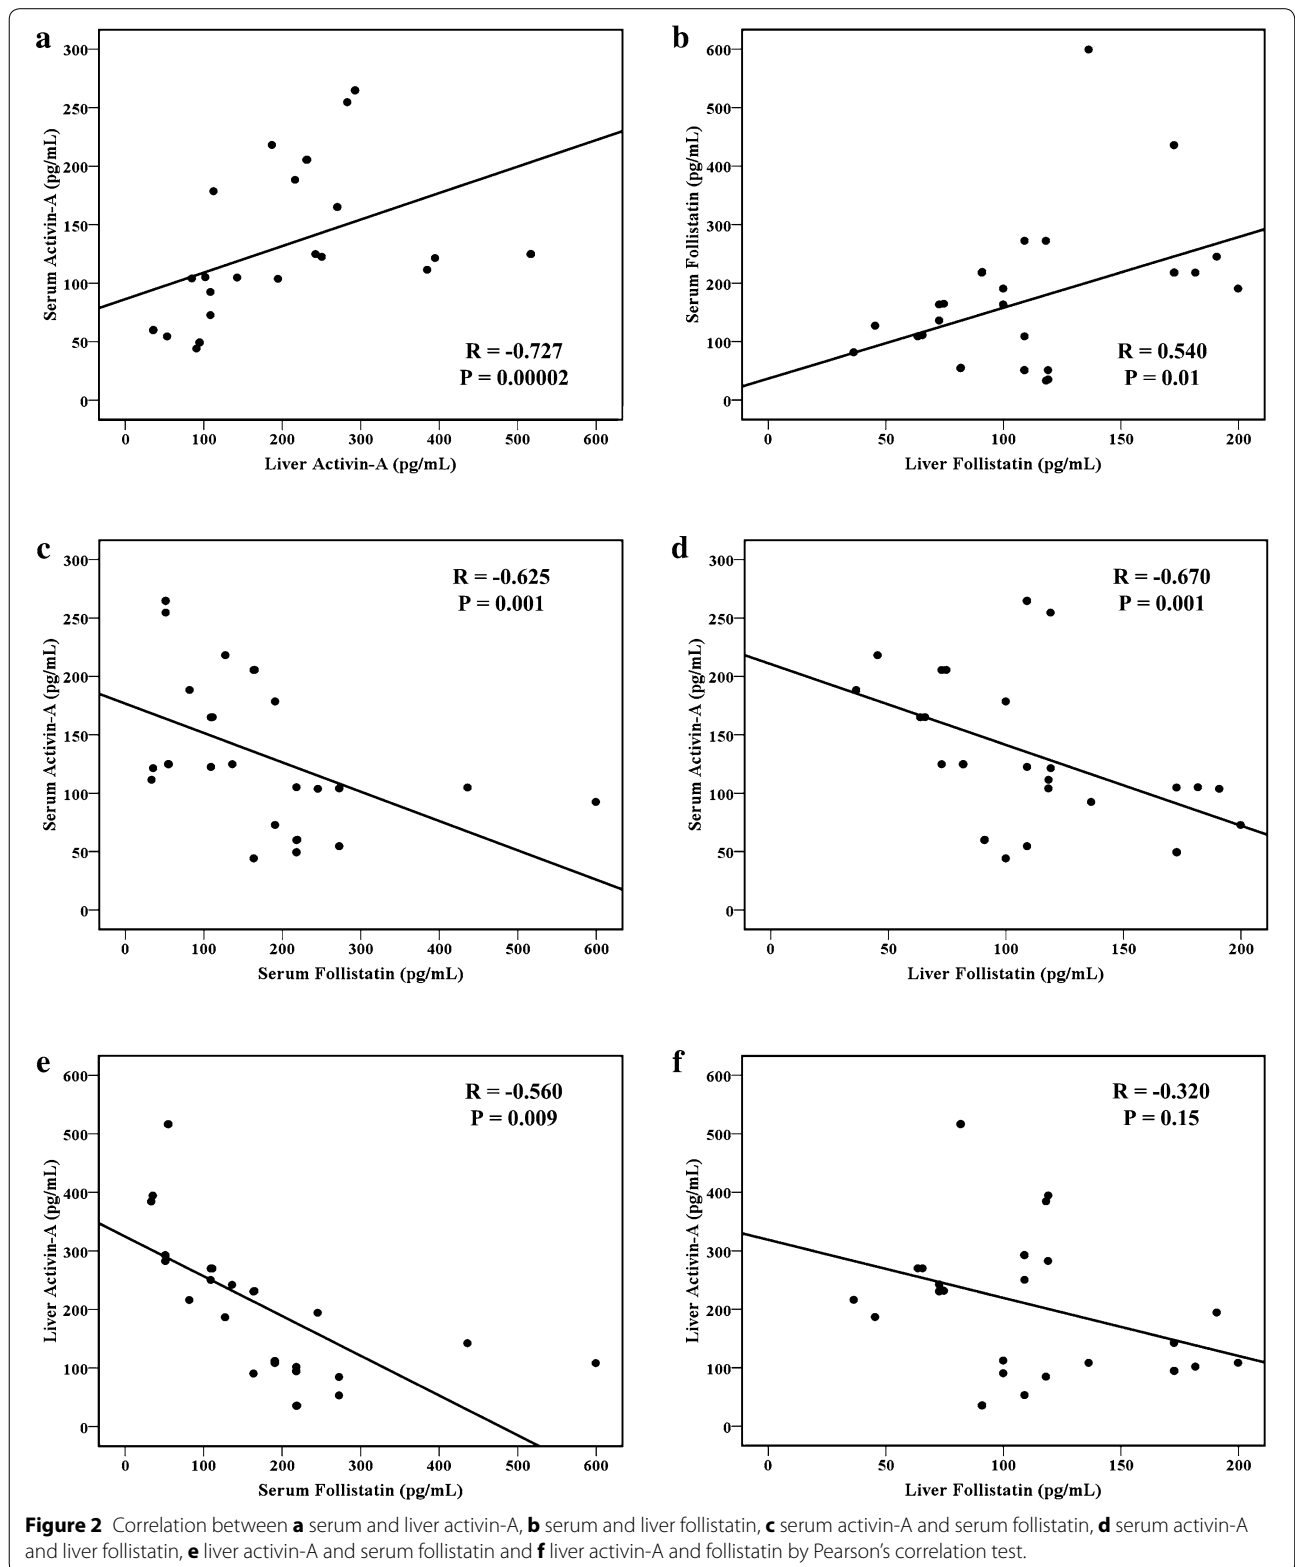 a
300
250
200
150
100
50
0
Serum Activin-A (pg/mL)
R = -0.727
P = 0.00002
0 100 200 300 400 500 600
Liver Activin-A (pg/mL)
b
600
500
400
300
200
100
0
Serum Follistatin (pg/mL)
R = 0.540
P = 0.01
0 50 100 150 200
Liver Follistatin (pg/mL)
c
300
250
200
150
100
50
0
Serum Activin-A (pg/mL)
R = -0.625
P = 0.001
0 100 200 300 400 500 600
Serum Follistatin (pg/mL)
d
300
250
200
150
100
50
0
Serum Activin-A (pg/mL)
R = -0.670
P = 0.001
0 50 100 150 200
Liver Follistatin (pg/mL)
e
600
500
400
300
200
100
0
Liver Activin-A (pg/mL)
R = -0.560
P = 0.009
0 100 200 300 400 500 600
Serum Follistatin (pg/mL)
f
600
500
400
300
200
100
0
Liver Activin-A (pg/mL)
R = -0.320
P = 0.15
0 50 100 150 200
Liver Follistatin (pg/mL)
Figure 2 Correlation between a serum and liver activin-A, b serum and liver follistatin, c serum activin-A and serum follistatin, d serum activin-A
and liver follistatin, e liver activin-A and serum follistatin and f liver activin-A and follistatin by Pearson's correlation test.